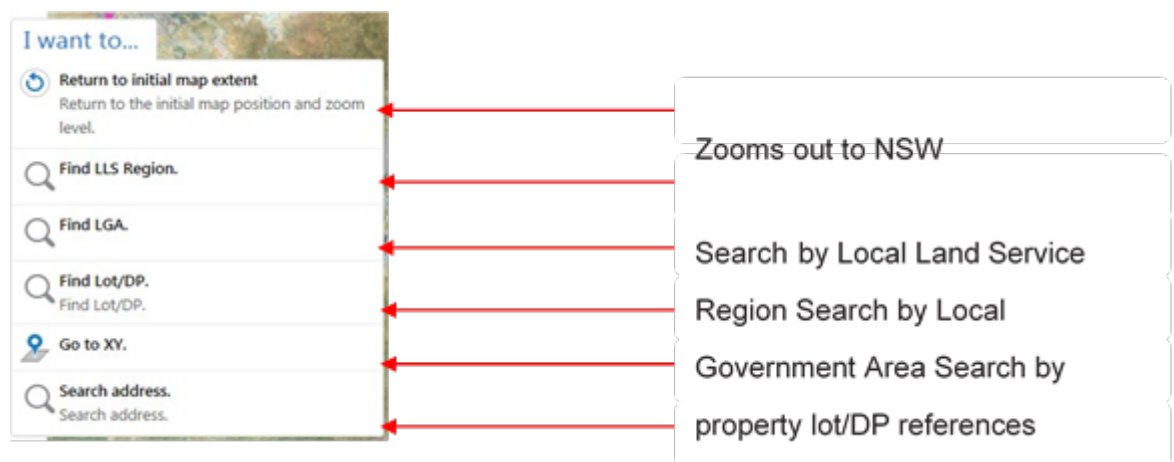 I want to...
Return to initial map extent
Return to the initial map position and zoom
level.
Find LLS Region.
Find LGA.
Find Lot/DP.
Find Lot/DP.
Go to XY.
Search address.
Search address.
Zooms out to NSW
Search by Local Land Service
Region Search by Local
Government Area Search by
property lot/DP references